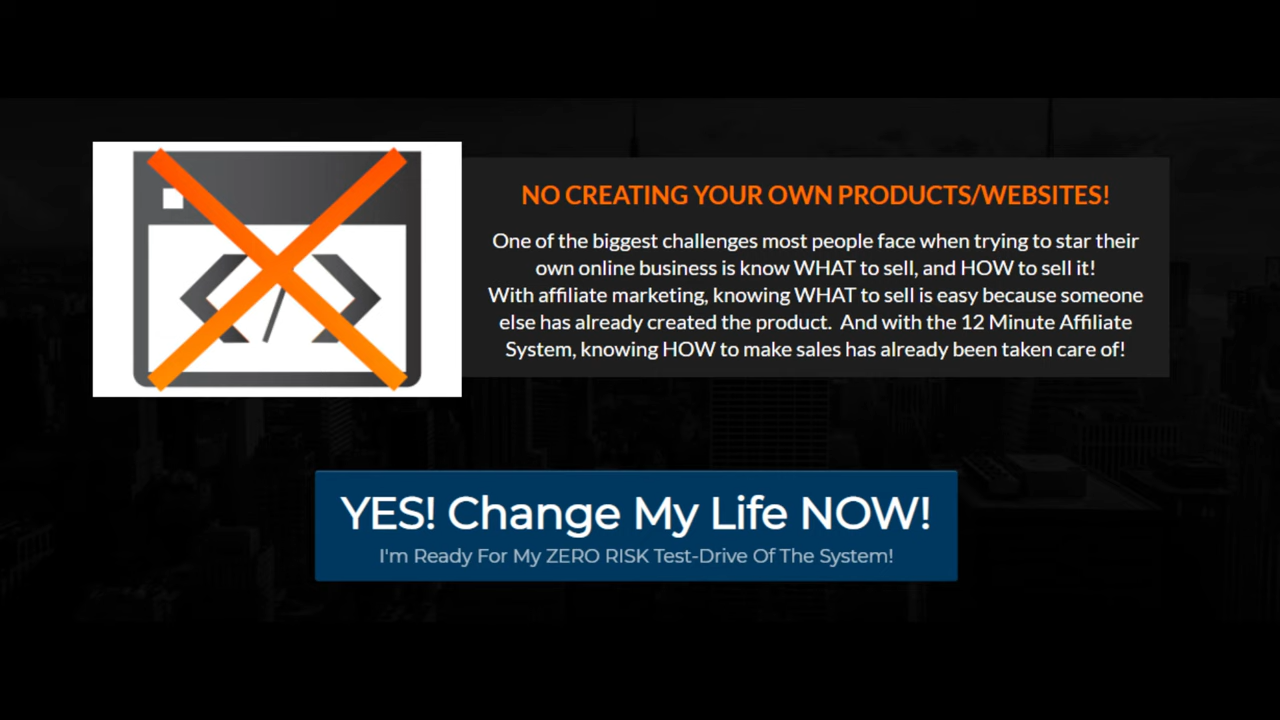 NO CREATING YOUR OWN PRODUCTS/WEBSITES!
One of the biggest challenges most people face when trying to star their
own online business is know WHAT to sell, and HOW to sell it!
With affiliate marketing, knowing WHAT to sell is easy because someone
else has already created the product.  And with the 12 Minute Affiliate
System, knowing HOW to make sales has already been taken care of!
YES! Change My Life NOW!
I'm Ready For My ZERO RISK Test-Drive Of The System!